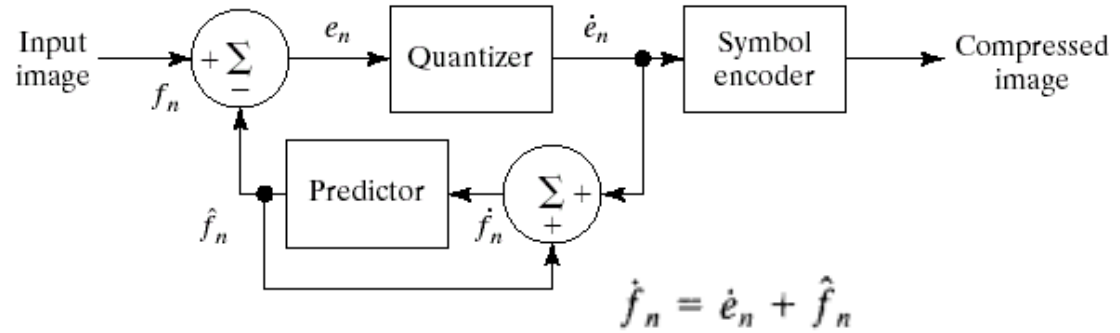 Input
image
f_n
+ Σ
−
e_n
Quantizer
ė_n
Symbol
encoder
Compressed
image
f̂_n
Predictor
ḟ_n
Σ +
+
ḟ_n = ė_n + f̂_n